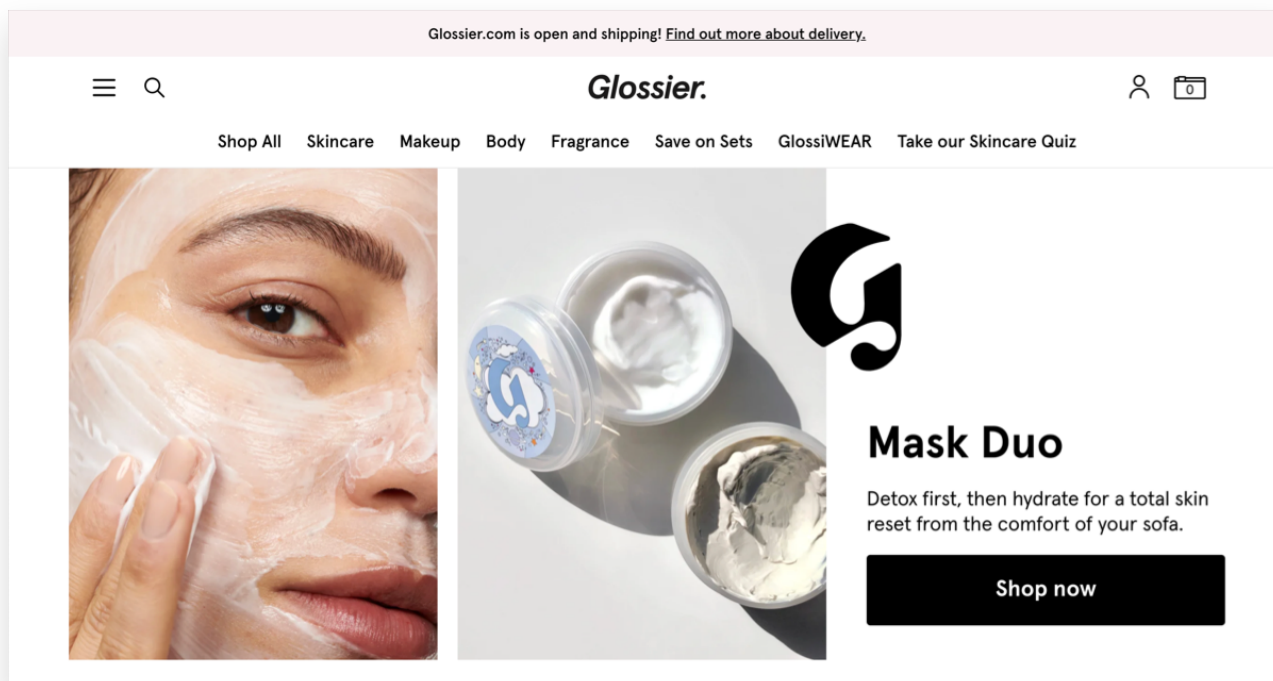 Glossier.com is open and shipping! Find out more about delivery.
Glossier.
0
Shop All Skincare Makeup Body Fragrance Save on Sets GlossiWEAR Take our Skincare Quiz
Mask Duo
Detox first, then hydrate for a total skin
reset from the comfort of your sofa.
Shop now